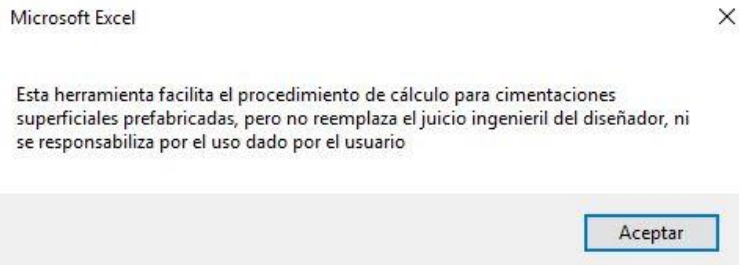 Microsoft Excel
Esta herramienta facilita el procedimiento de cálculo para cimentaciones
superficiales prefabricadas, pero no reemplaza el juicio ingenieril del diseñador, ni
se responsabiliza por el uso dado por el usuario
Aceptar